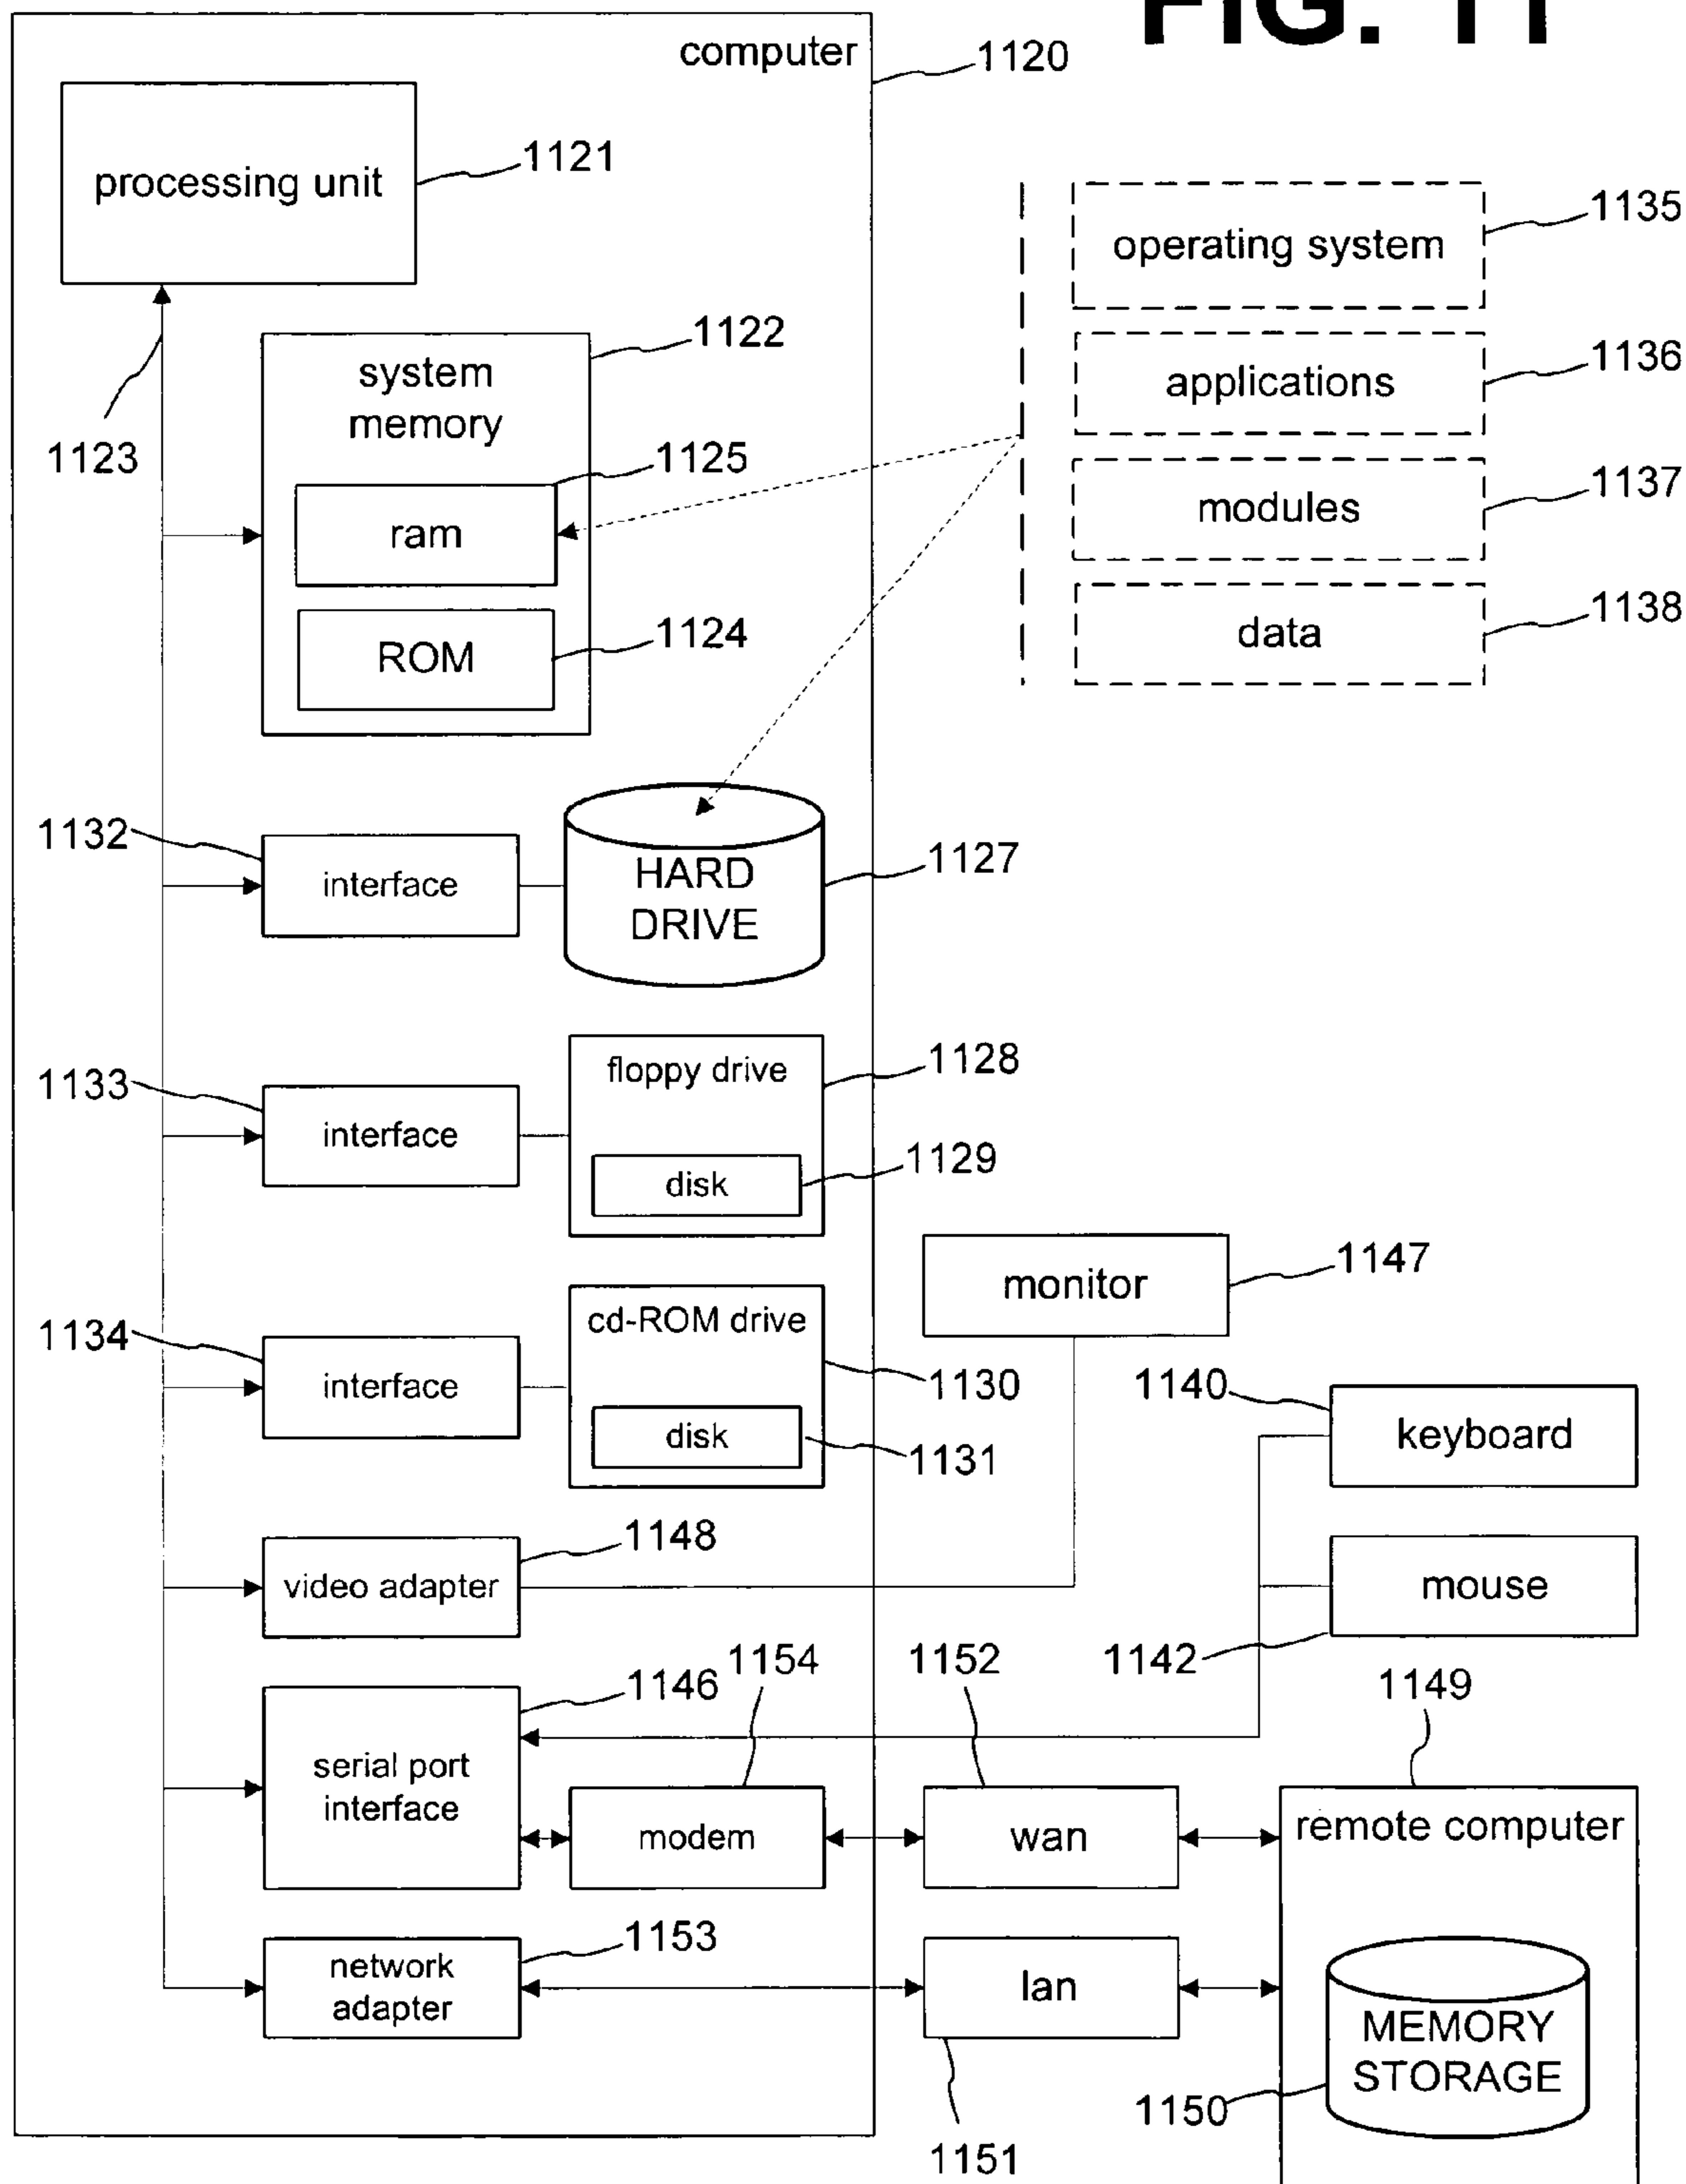 FIG. 11
computer
1120
processing unit
1121
1123
system
memory
1122
ram
1125
ROM
1124
operating system
1135
applications
1136
modules
1137
data
1138
1132
interface
HARD
DRIVE
1127
1133
interface
floppy drive
1128
disk
1129
1134
interface
cd-ROM drive
1130
disk
1131
monitor
1147
1140
keyboard
video adapter
1148
mouse
1142
1146
serial port
interface
1154
modem
1152
wan
1149
remote computer
network
adapter
1153
lan
1151
MEMORY
STORAGE
1150